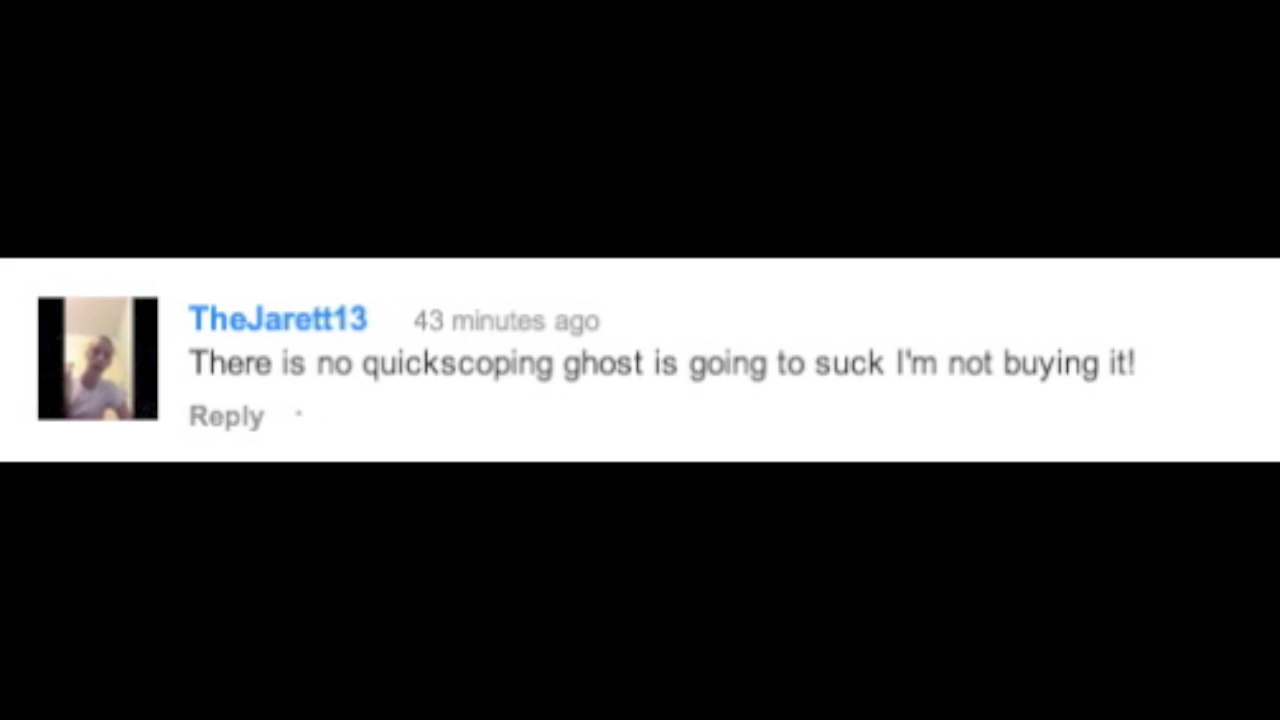 TheJarett13 43 minutes ago
There is no quickscoping ghost is going to suck I'm not buying it!
Reply ·